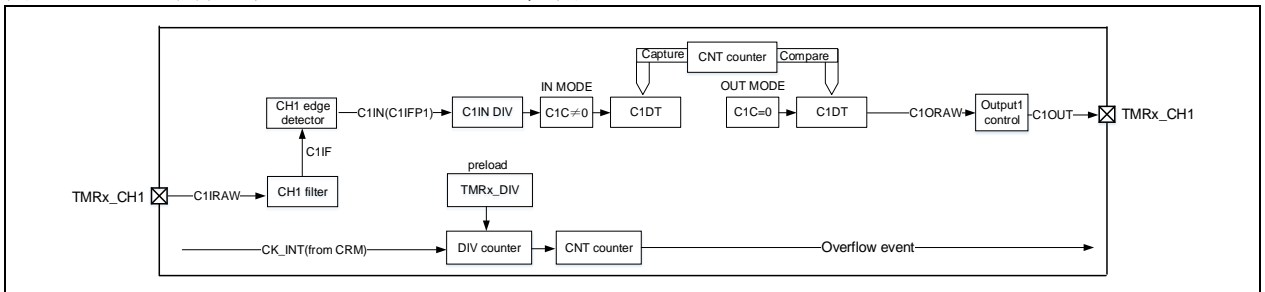 Capture
CNT counter
Compare
IN MODE
OUT MODE
CH1 edge
detector
C1IN(C1IFP1)
C1IN DIV
C1C≠0
C1DT
C1C=0
C1DT
C1ORAW
Output1
control
C1OUT
TMRx_CH1
C1IF
preload
TMRx_CH1
C1IRAW
CH1 filter
TMRx_DIV
CK_INT(from CRM)
DIV counter
CNT counter
Overflow event